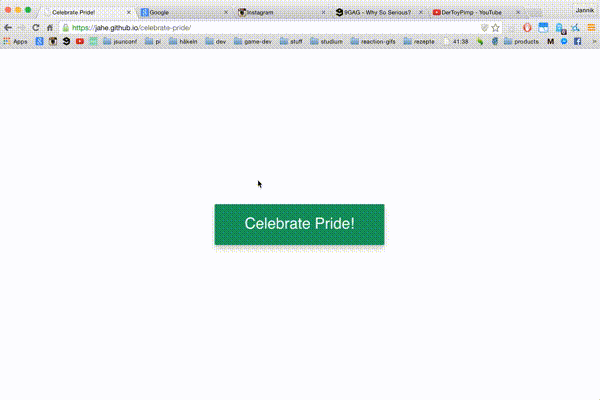 Celebrate Pride! Google Instagram 9GAG - Why So Serious? DerToyPimp - YouTube Jannik
https://jahe.github.io/celebrate-pride/
Apps jsunconf pi häkeln dev game-dev stuff studium reaction-gifs rezepte 41:38 products »
Celebrate Pride!